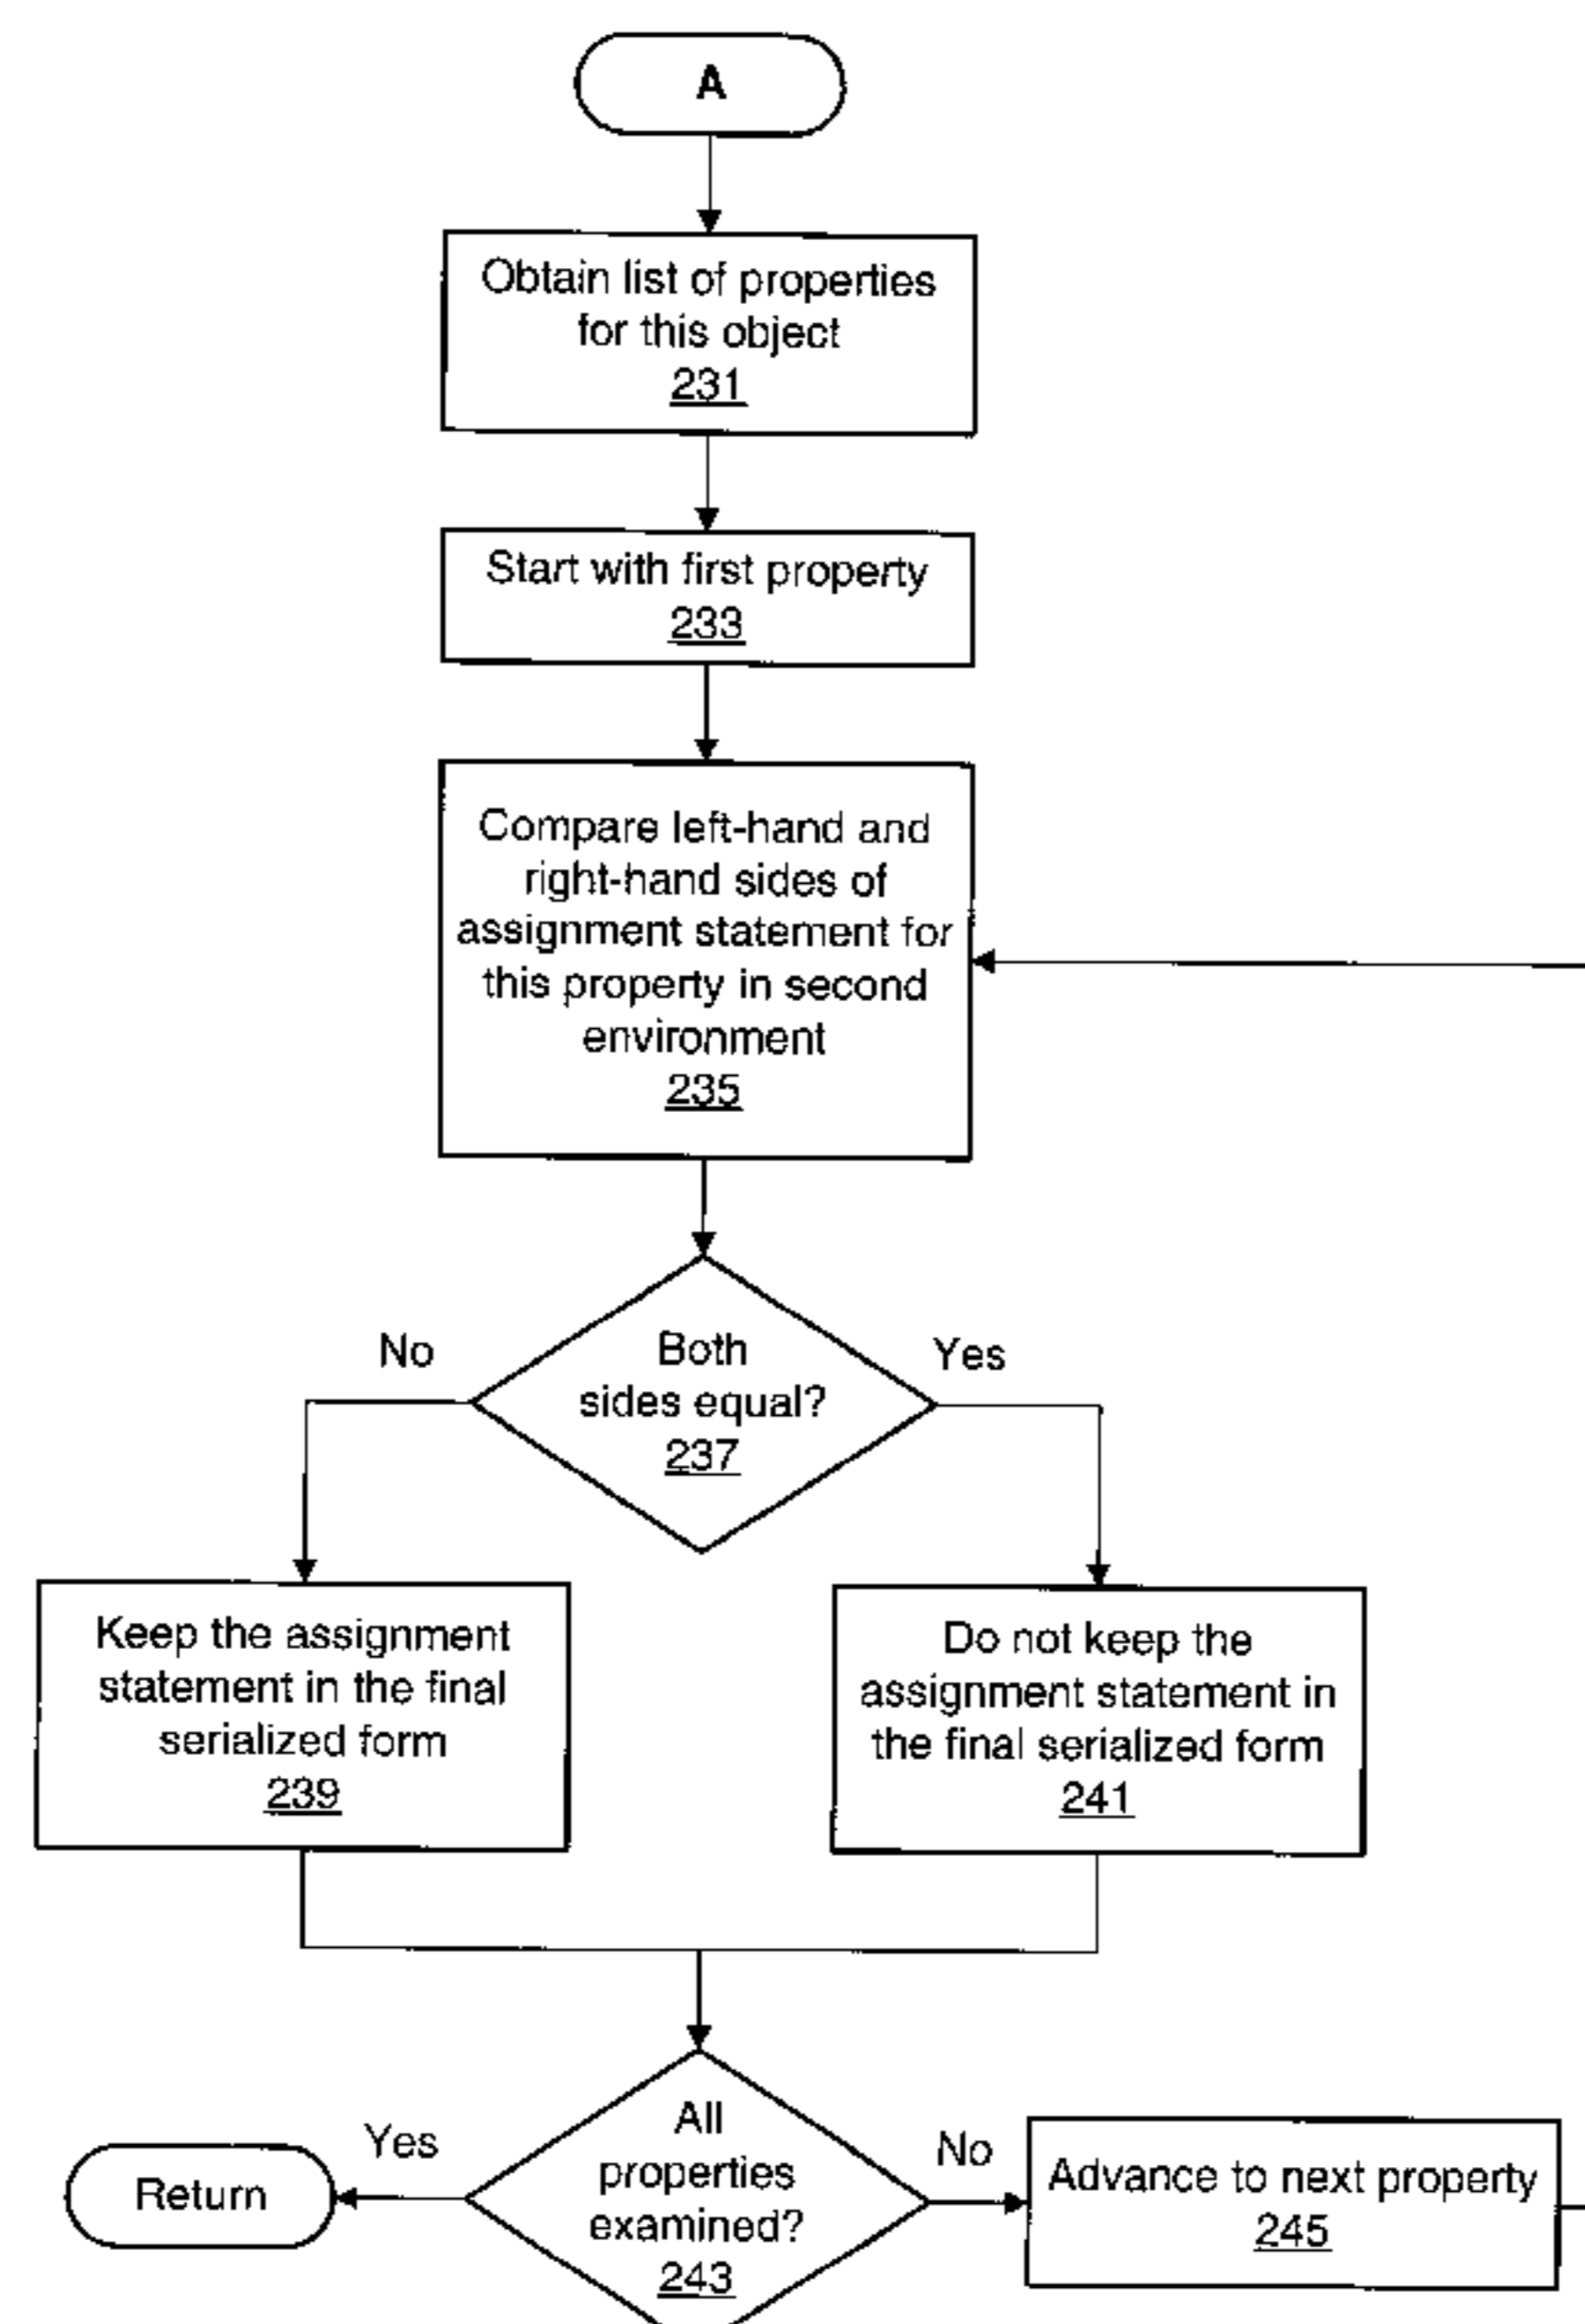 A
Obtain list of properties
for this object
231
Start with first property
233
Compare left-hand and
right-hand sides of
assignment statement for
this property in second
environment
235
No
Both
sides equal?
237
Yes
Keep the assignment
statement in the final
serialized form
239
Do not keep the
assignment statement in
the final serialized form
241
Return
Yes
All
properties
examined?
243
No
Advance to next property
245